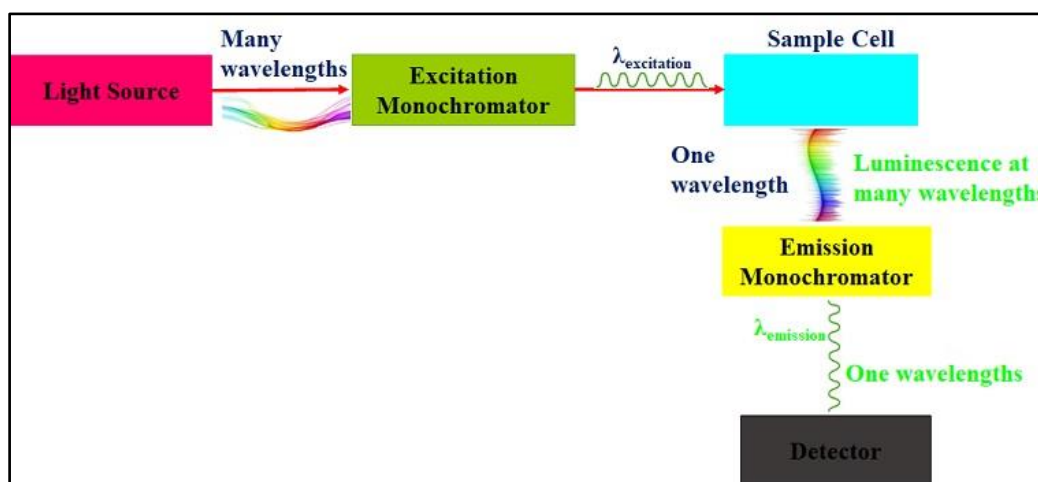 Many
wavelengths
Light Source
Excitation
Monochromator
λexcitation
Sample Cell
One
wavelength
Luminescence at
many wavelengths
Emission
Monochromator
λemission
One wavelengths
Detector